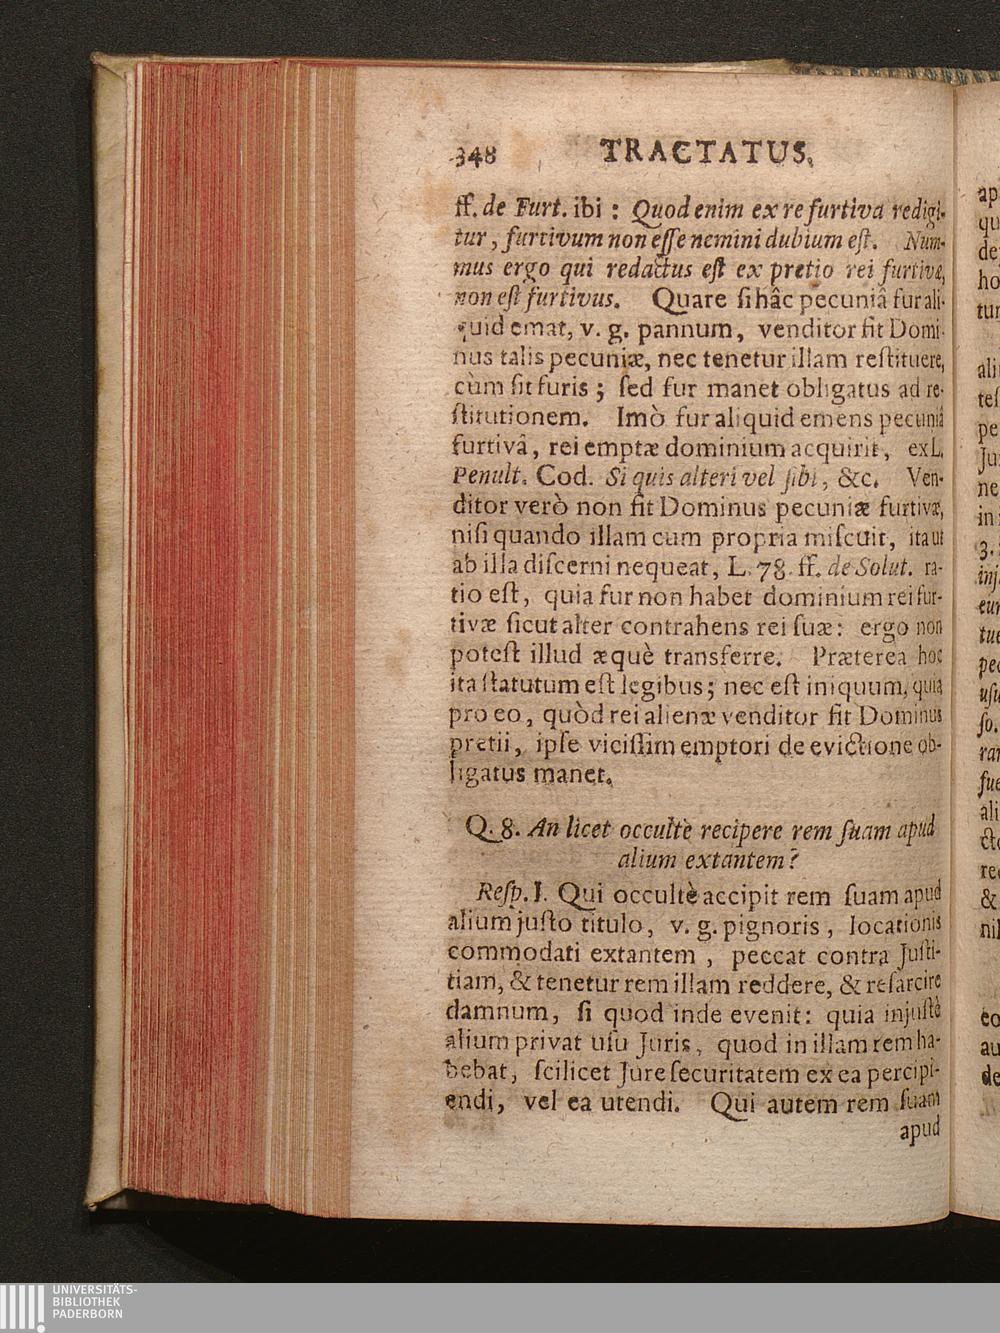 348 TRACTATUS.
ff. de Furt. ibi : Quod enim ex re furtiva redigi-
tur, furtivum non esse nemini dubium est. Num-
mus ergo qui redactus est ex pretio rei furtivæ,
non est furtivus. Quare si hâc pecuniâ fur ali-
quid emat, v. g. pannum, venditor fit Domi-
nus talis pecuniæ, nec tenetur illam restituere,
cùm sit furis ; sed fur manet obligatus ad re-
stitutionem. Imò fur aliquid emens pecuniâ
furtivâ, rei emptæ dominium acquirit, ex L.
Penult. Cod. Si quis alteri vel sibi, &c. Ven-
ditor verò non fit Dominus pecuniæ furtivæ,
nisi quando illam cum propria miscuit, ita ut
ab illa discerni nequeat, L. 78. ff. de Solut. ra-
tio est, quia fur non habet dominium rei fur-
tivæ sicut alter contrahens rei suæ: ergo non
potest illud æquè transferre. Præterea hoc
ita statutum est legibus ; nec est iniquum, quia
pro eo, quòd rei alienæ venditor fit Dominus
pretii, ipse vicissim emptori de evictione ob-
ligatus manet.
Q. 8. An licet occultè recipere rem suam apud
alium extantem?
Resp. I. Qui occultè accipit rem suam apud
alium justo titulo, v. g. pignoris, locationis
commodati extantem, peccat contra Justi-
tiam, & tenetur rem illam reddere, & resarcire
damnum, si quod inde evenit: quia injustè
alium privat usu Juris, quod in illam rem ha-
bebat, scilicet Jure securitatem ex ea percipi-
endi, vel ea utendi. Qui autem rem suam
apud
UNIVERSITÄTS-
BIBLIOTHEK
PADERBORN